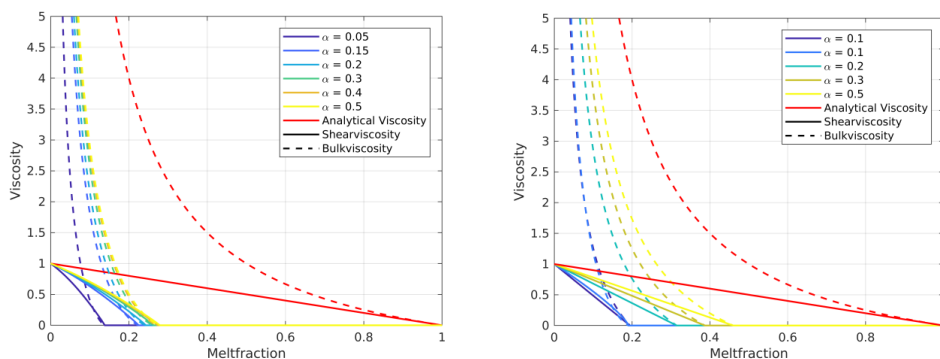 5
4.5
4
3.5
3
2.5
2
1.5
1
0.5
0
Viscosity
0
0.2
0.4
0.6
0.8
1
Meltfraction
α = 0.05
α = 0.15
α = 0.2
α = 0.3
α = 0.4
α = 0.5
Analytical Viscosity
Shearviscosity
Bulkviscosity
5
4.5
4
3.5
3
2.5
2
1.5
1
0.5
0
Viscosity
0
0.2
0.4
0.6
0.8
Meltfraction
α = 0.1
α = 0.1
α = 0.2
α = 0.3
α = 0.5
Analytical Viscosity
Shearviscosity
Bulkviscosity